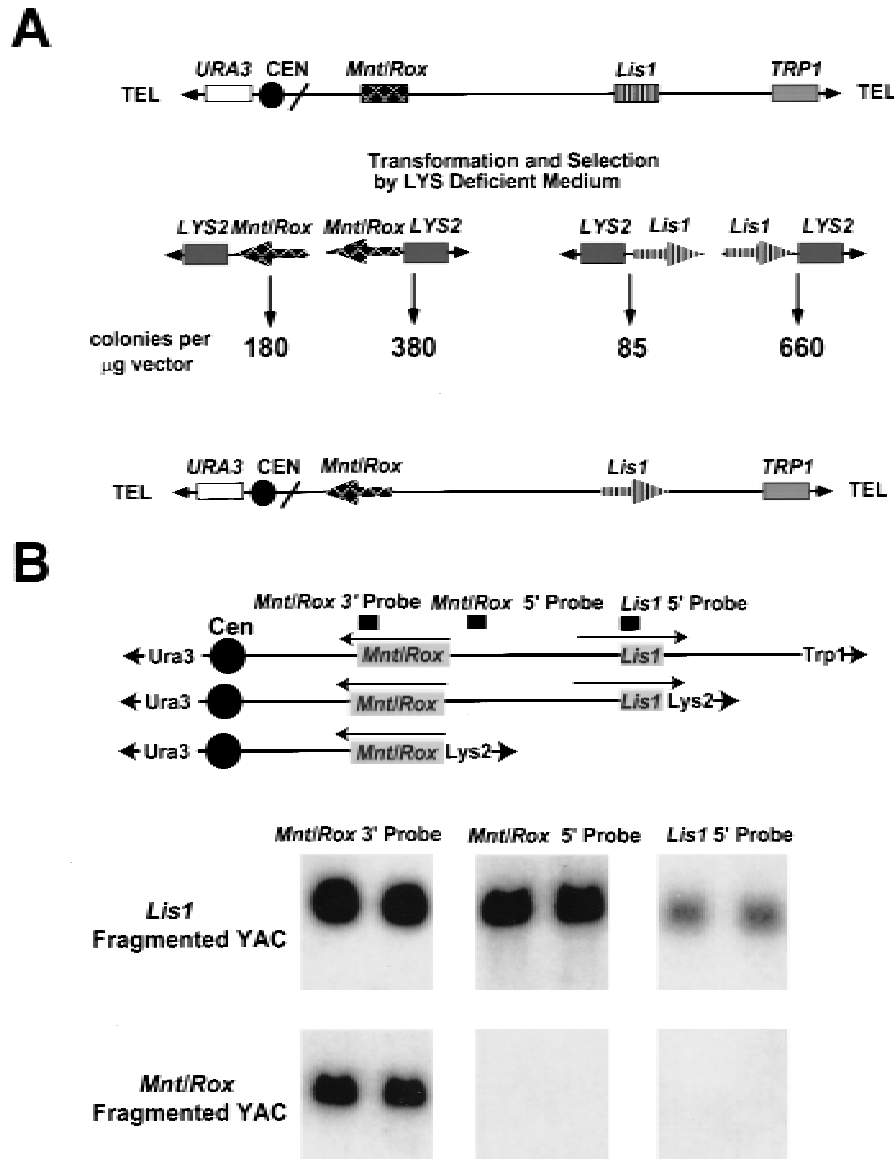 A
URA3 CEN Mnt/Rox Lis1 TRP1
TEL TEL
Transformation and Selection
by LYS Deficient Medium
LYS2 Mnt/Rox Mnt/Rox LYS2 LYS2 Lis1 Lis1 LYS2
colonies per
µg vector
180 380 85 660
URA3 CEN Mnt/Rox Lis1 TRP1
TEL TEL
B
Mnt/Rox 3' Probe Mnt/Rox 5' Probe Lis1 5' Probe
Cen
Ura3 Mnt/Rox Lis1 Trp1
Ura3 Mnt/Rox Lis1 Lys2
Ura3 Mnt/Rox Lys2
Mnt/Rox 3' Probe Mnt/Rox 5' Probe Lis1 5' Probe
Lis1
Fragmented YAC
Mnt/Rox
Fragmented YAC